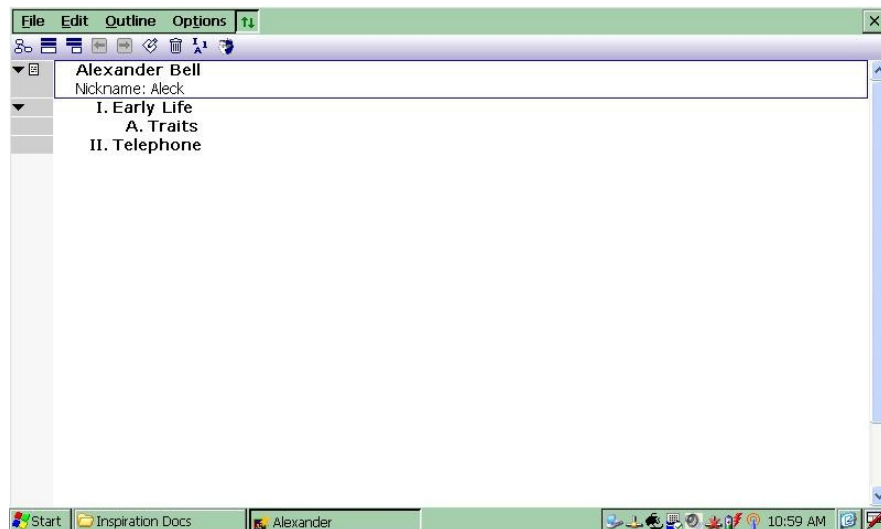 File Edit Outline Options
Alexander Bell
Nickname: Aleck
I. Early Life
A. Traits
II. Telephone
Start Inspiration Docs Alexander 10:59 AM